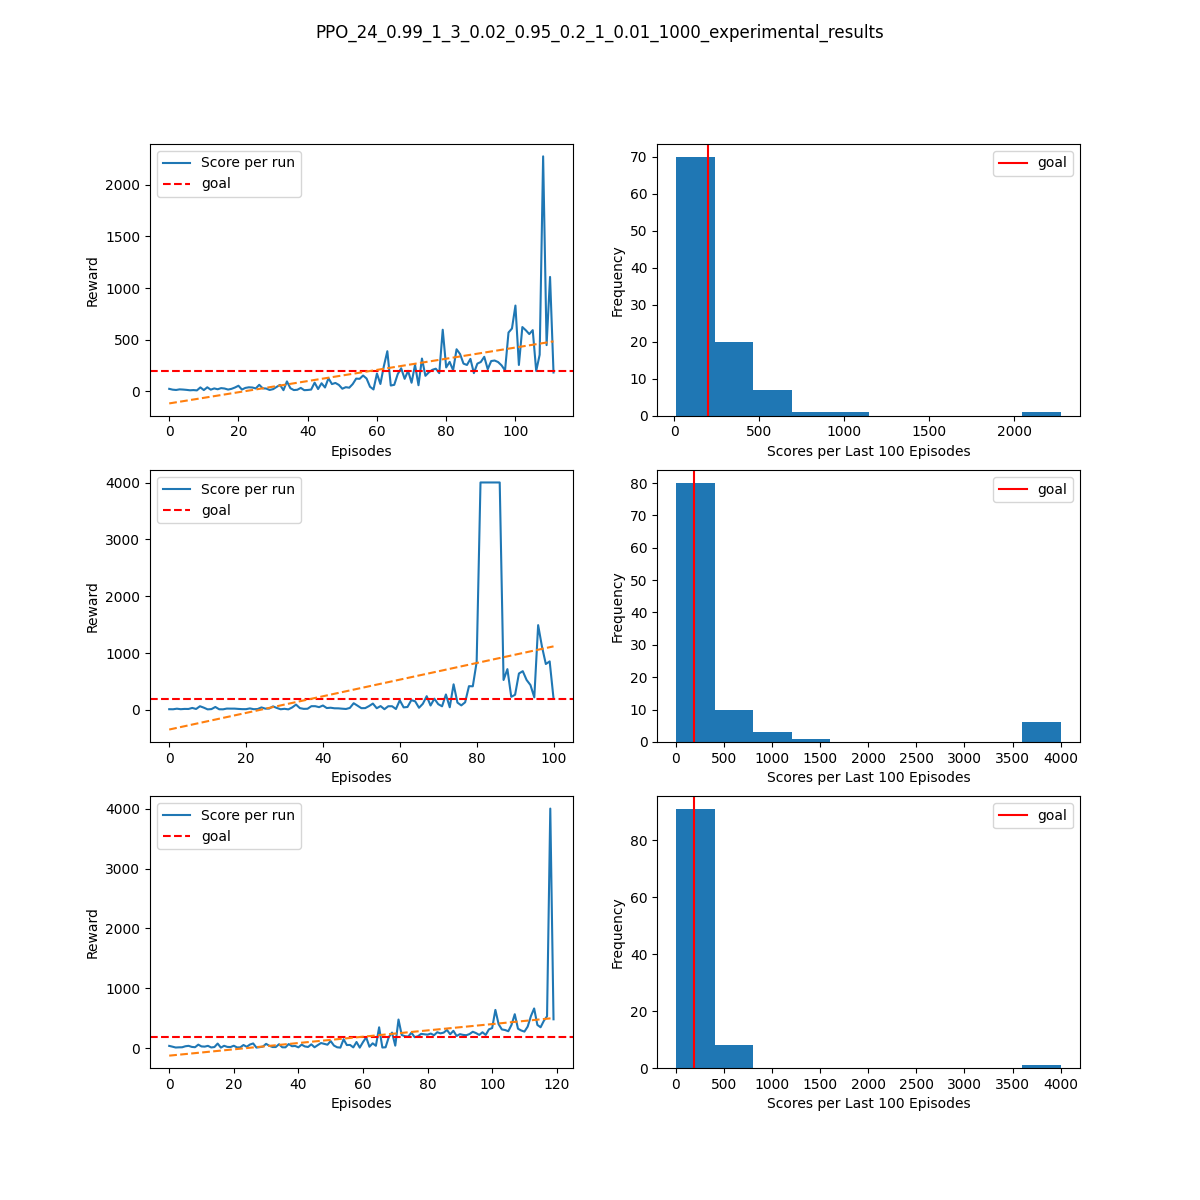 PPO_24_0.99_1_3_0.02_0.95_0.2_1_0.01_1000_experimental_results
Score per run
goal
Reward
2000
1500
1000
500
0
0 20 40 60 80 100
Episodes
goal
Frequency
70
60
50
40
30
20
10
0
0 500 1000 1500 2000
Scores per Last 100 Episodes
Score per run
goal
Reward
4000
3000
2000
1000
0
0 20 40 60 80 100
Episodes
goal
Frequency
80
70
60
50
40
30
20
10
0
0 500 1000 1500 2000 2500 3000 3500 4000
Scores per Last 100 Episodes
Score per run
goal
Reward
4000
3000
2000
1000
0
0 20 40 60 80 100 120
Episodes
goal
Frequency
80
60
40
20
0
0 500 1000 1500 2000 2500 3000 3500 4000
Scores per Last 100 Episodes